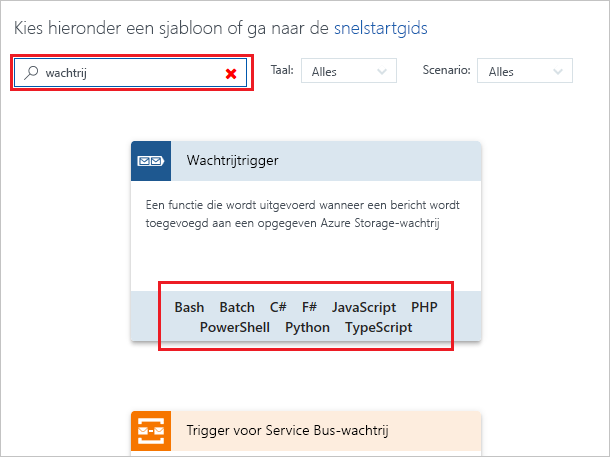 Kies hieronder een sjabloon of ga naar de snelstartgids
wachtrij Taal: Alles Scenario: Alles
Wachtrijtrigger
Een functie die wordt uitgevoerd wanneer een bericht wordt
toegevoegd aan een opgegeven Azure Storage-wachtrij
Bash Batch C# F# JavaScript PHP
PowerShell Python TypeScript
Trigger voor Service Bus-wachtrij